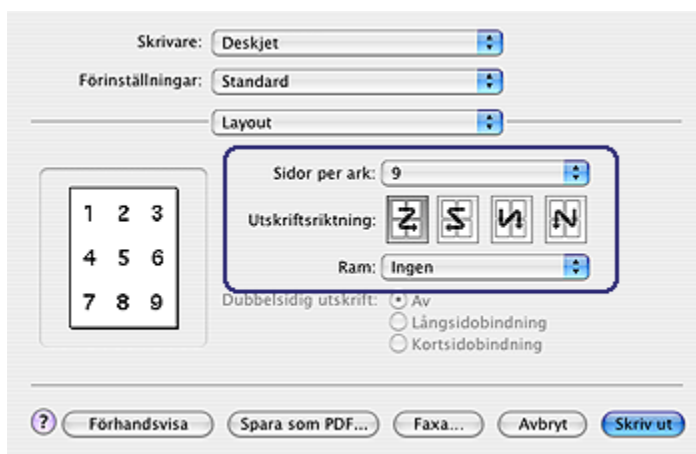 Skrivare: Deskjet
Förinställningar: Standard
Layout
Sidor per ark: 9
1 2 3
Utskriftsriktning:
4 5 6
Ram: Ingen
7 8 9
Dubbelsidig utskrift: Av
Långsidobindning
Kortsidobindning
? Förhandsvisa Spara som PDF... Faxa... Avbryt Skriv ut